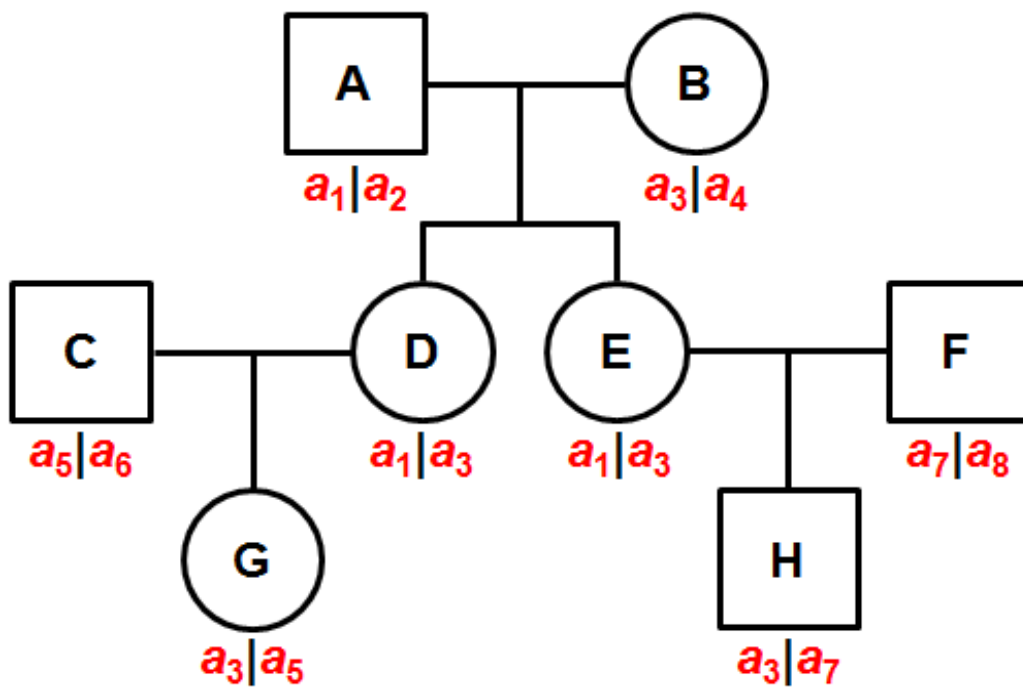 A B
a₁|a₂ a₃|a₄
C D E F
a₅|a₆ a₁|a₃ a₁|a₃ a₇|a₈
G H
a₃|a₅ a₃|a₇